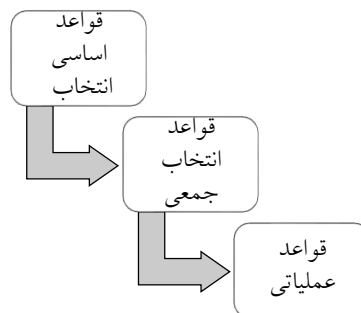 قواعد
اساسی
انتخاب
قواعد
انتخاب
جمعی
قواعد
عملیاتی